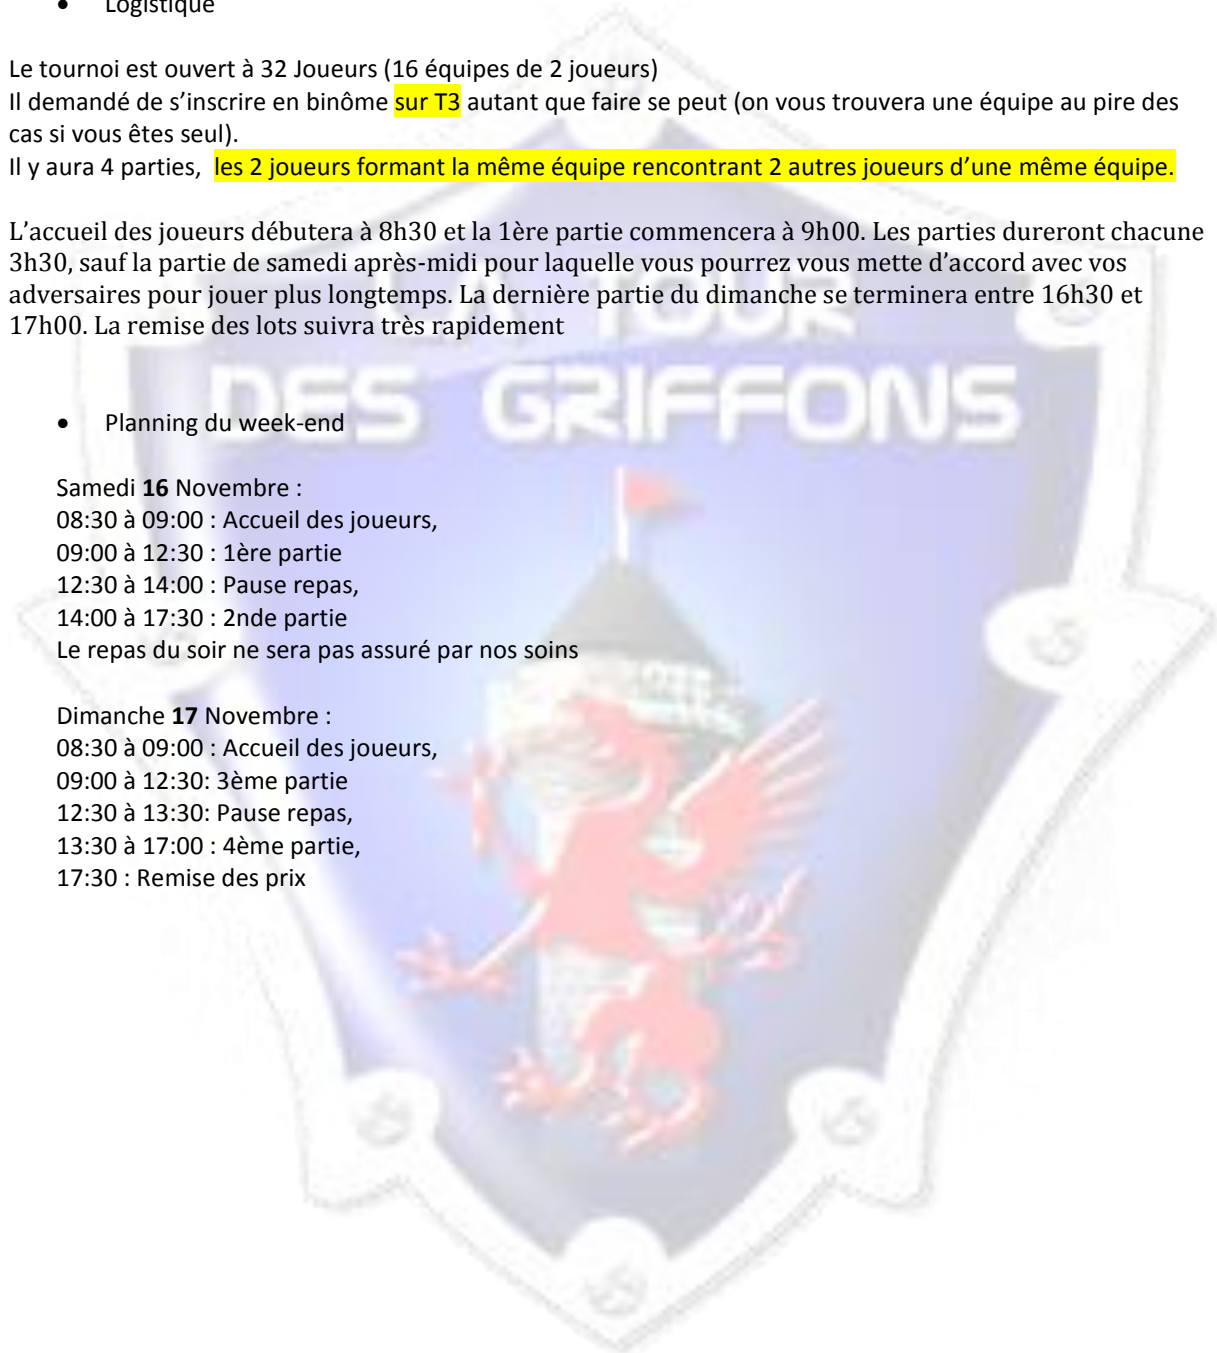 • Logistique
Le tournoi est ouvert à 32 Joueurs (16 équipes de 2 joueurs)
Il demandé de s’inscrire en binôme sur T3 autant que faire se peut (on vous trouvera une équipe au pire des
cas si vous êtes seul).
Il y aura 4 parties, les 2 joueurs formant la même équipe rencontrant 2 autres joueurs d’une même équipe.
L’accueil des joueurs débutera à 8h30 et la 1ère partie commencera à 9h00. Les parties dureront chacune
3h30, sauf la partie de samedi après-midi pour laquelle vous pourrez vous mette d’accord avec vos
adversaires pour jouer plus longtemps. La dernière partie du dimanche se terminera entre 16h30 et
17h00. La remise des lots suivra très rapidement
LA TOUR
DES GRIFFONS
• Planning du week-end
Samedi 16 Novembre :
08:30 à 09:00 : Accueil des joueurs,
09:00 à 12:30 : 1ère partie
12:30 à 14:00 : Pause repas,
14:00 à 17:30 : 2nde partie
Le repas du soir ne sera pas assuré par nos soins
Dimanche 17 Novembre :
08:30 à 09:00 : Accueil des joueurs,
09:00 à 12:30: 3ème partie
12:30 à 13:30: Pause repas,
13:30 à 17:00 : 4ème partie,
17:30 : Remise des prix